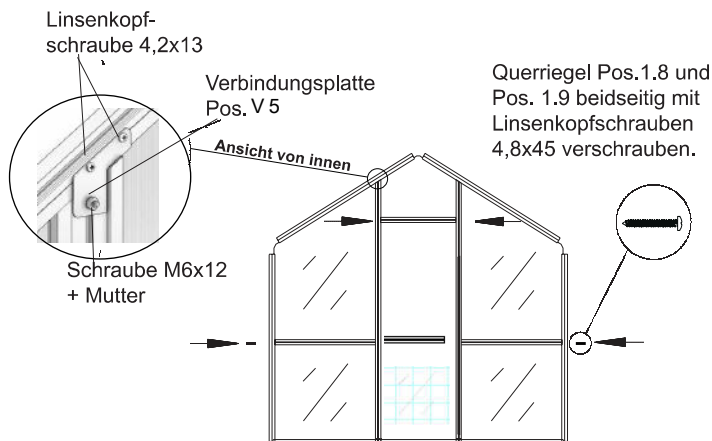 Linsenkopf-
schraube 4,2x13
Verbindungsplatte
Pos. V 5
Ansicht von innen
Schraube M6x12
+ Mutter
Querriegel Pos.1.8 und
Pos. 1.9 beidseitig mit
Linsenkopfschrauben
4,8x45 verschrauben.